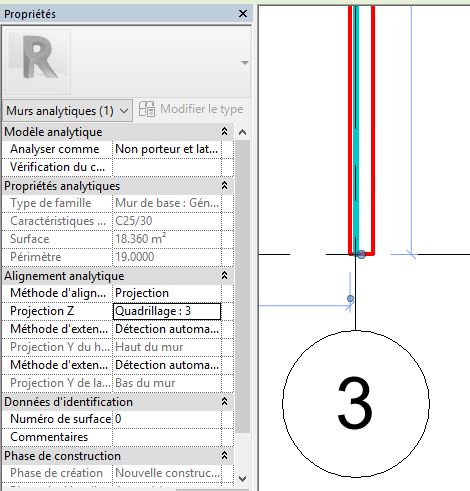 Propriétés
R
Murs analytiques (1)
Modifier le type
Modèle analytique
Analyser comme Non porteur et lat...
Vérification du c...
Propriétés analytiques
Type de famille Mur de base : Gén...
Caractéristiques ... C25/30
Surface 18.360 m²
Périmètre 19.0000
Alignement analytique
Méthode d'align... Projection
Projection Z Quadrillage : 3
Méthode d'exten... Détection automa...
Projection Y du h... Haut du mur
Méthode d'exten... Détection automa...
Projection Y de la... Bas du mur
Données d'identification
Numéro de surface 0
Commentaires
Phase de construction
Phase de création Nouvelle construc...
3